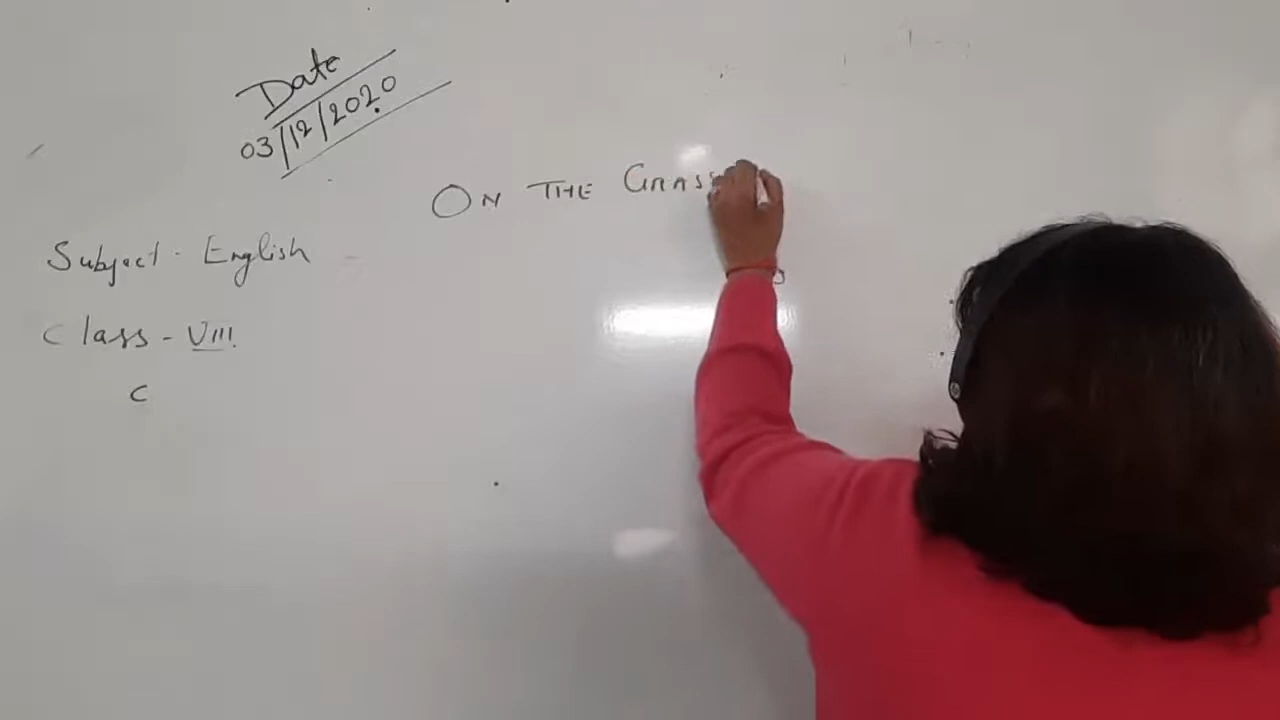 Date
03/12/2020
ON THE GRASS
Subject - English
Class - VIII
C